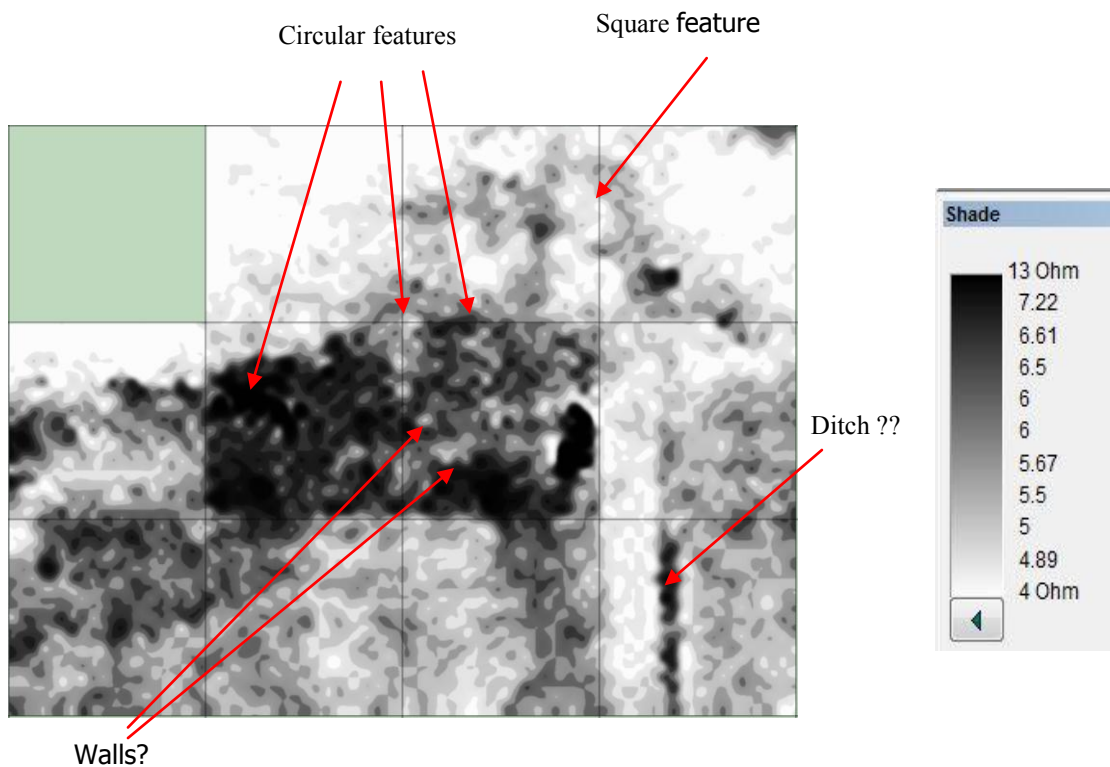 Circular features
Square feature
Ditch ??
Walls?
Shade
13 Ohm
7.22
6.61
6.5
6
6
5.67
5.5
5
4.89
4 Ohm